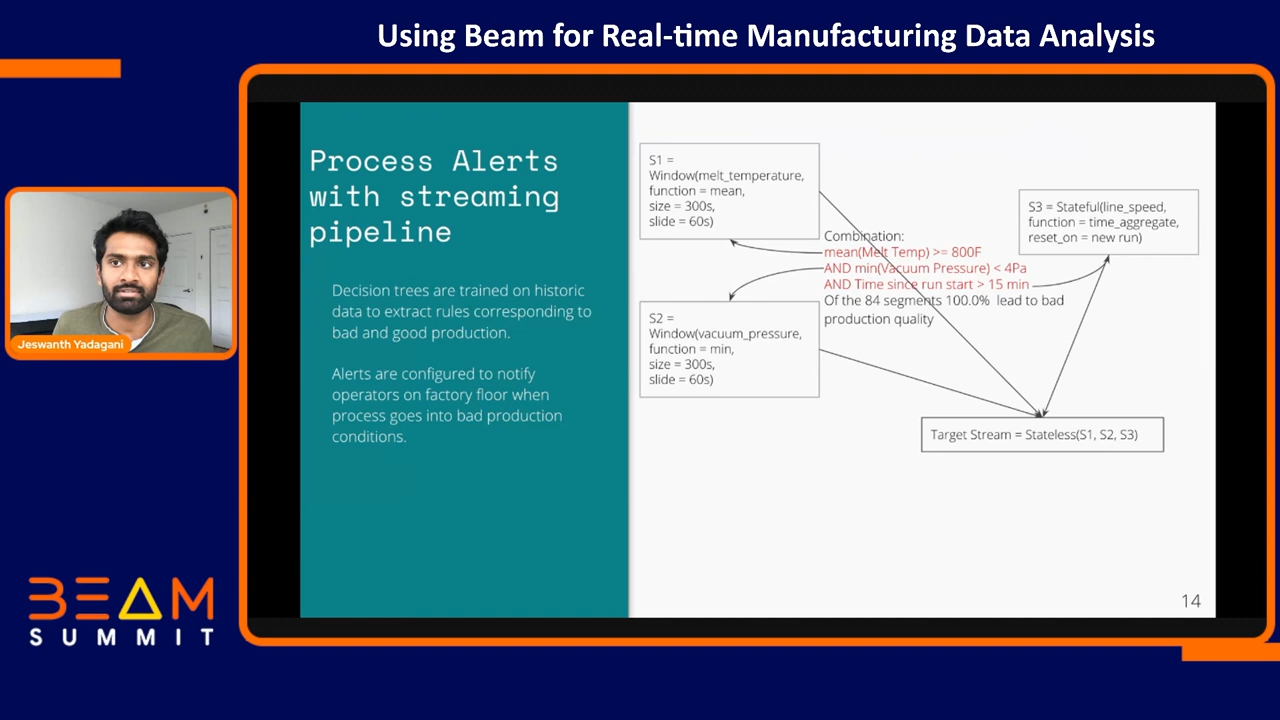 Using Beam for Real-time Manufacturing Data Analysis
Process Alerts
with streaming
pipeline
Decision trees are trained on historic
data to extract rules corresponding to
bad and good production.
Alerts are configured to notify
operators on factory floor when
process goes into bad production
conditions.
S1 =
Window(melt_temperature,
function = mean,
size = 300s,
slide = 60s)
S3 = Stateful(line_speed,
function = time_aggregate,
reset_on = new run)
Combination:
mean(Melt Temp) >= 800F
AND min(Vacuum Pressure) < 4Pa
AND Time since run start > 15 min
Of the 84 segments 100.0% lead to bad
production quality
S2 =
Window(vacuum_pressure,
function = min,
size = 300s,
slide = 60s)
Target Stream = Stateless(S1, S2, S3)
14
Jeswanth Yadagani
BEAM
SUMMIT